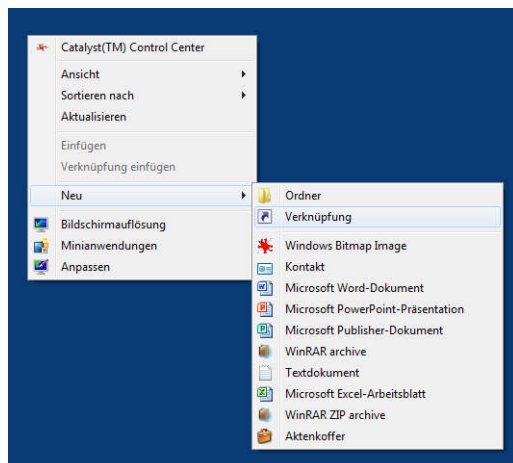 Catalyst(TM) Control Center
Ansicht
Sortieren nach
Aktualisieren
Einfügen
Verknüpfung einfügen
Neu
Bildschirmauflösung
Minianwendungen
Anpassen
Ordner
Verknüpfung
Windows Bitmap Image
Kontakt
Microsoft Word-Dokument
Microsoft PowerPoint-Präsentation
Microsoft Publisher-Dokument
WinRAR archive
Textdokument
Microsoft Excel-Arbeitsblatt
WinRAR ZIP archive
Aktenkoffer